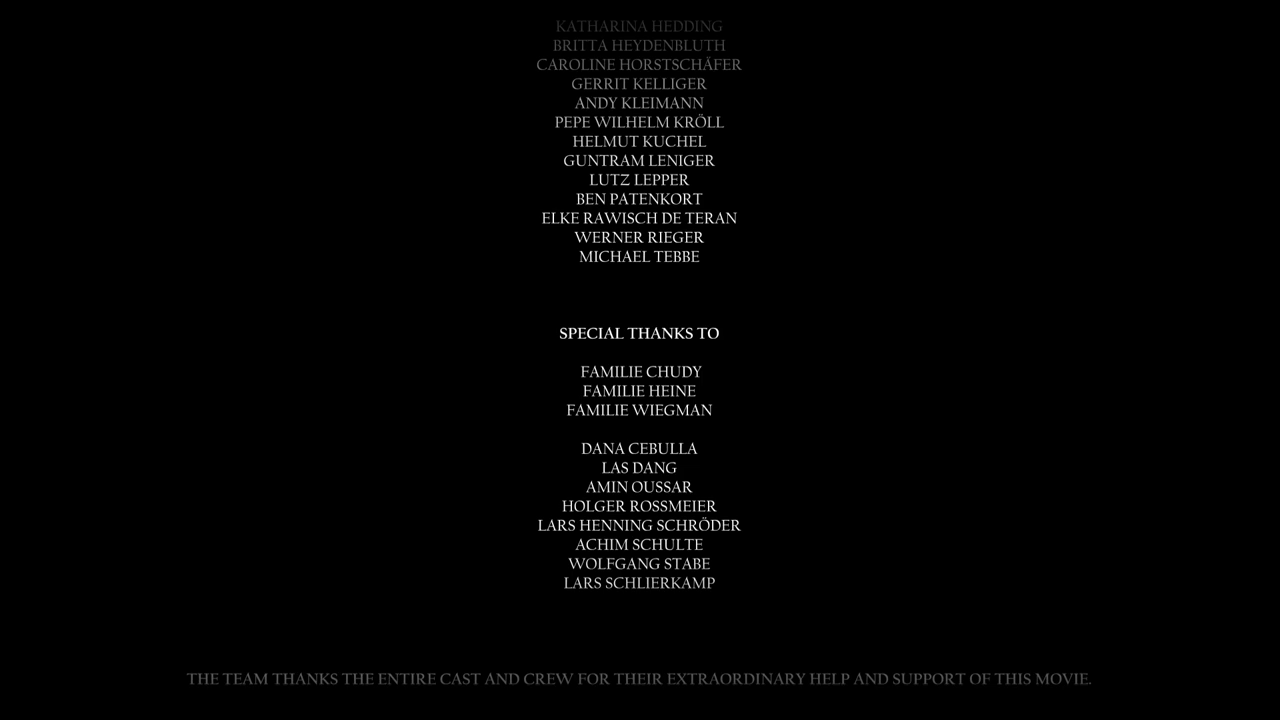 KATHARINA HEDDING
BRITTA HEYDENBLUTH
CAROLINE HORSTSCHÄFER
GERRIT KELLIGER
ANDY KLEIMANN
PEPE WILHELM KRÖLL
HELMUT KUCHEL
GUNTRAM LENIGER
LUTZ LEPPER
BEN PATENKORT
ELKE RAWISCH DE TERAN
WERNER RIEGER
MICHAEL TEBBE
SPECIAL THANKS TO
FAMILIE CHUDY
FAMILIE HEINE
FAMILIE WIEGMAN
DANA CEBULLA
LAS DANG
AMIN OUSSAR
HOLGER ROSSMEIER
LARS HENNING SCHRÖDER
ACHIM SCHULTE
WOLFGANG STABE
LARS SCHLIERKAMP
THE TEAM THANKS THE ENTIRE CAST AND CREW FOR THEIR EXTRAORDINARY HELP AND SUPPORT OF THIS MOVIE.